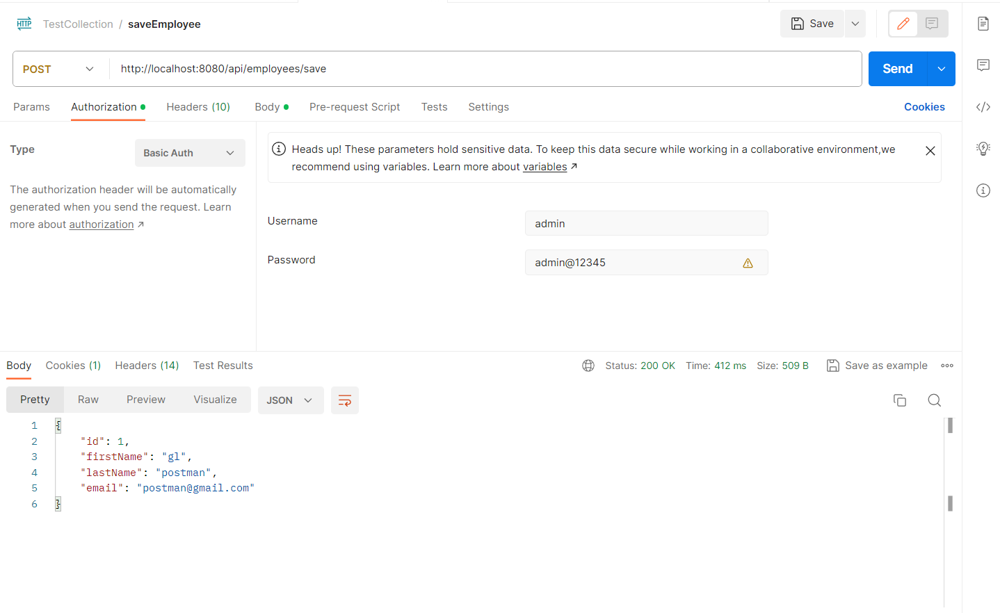 HTTP TestCollection / saveEmployee Save
POST http://localhost:8080/api/employees/save Send
Params Authorization Headers (10) Body Pre-request Script Tests Settings Cookies
Type Basic Auth
The authorization header will be automatically
generated when you send the request. Learn
more about authorization ↗
Heads up! These parameters hold sensitive data. To keep this data secure while working in a collaborative environment,we
recommend using variables. Learn more about variables ↗
Username admin
Password admin@12345
Body Cookies (1) Headers (14) Test Results Status: 200 OK Time: 412 ms Size: 509 B Save as example
Pretty Raw Preview Visualize JSON
1 {
2 "id": 1,
3 "firstName": "gl",
4 "lastName": "postman",
5 "email": "postman@gmail.com"
6 }